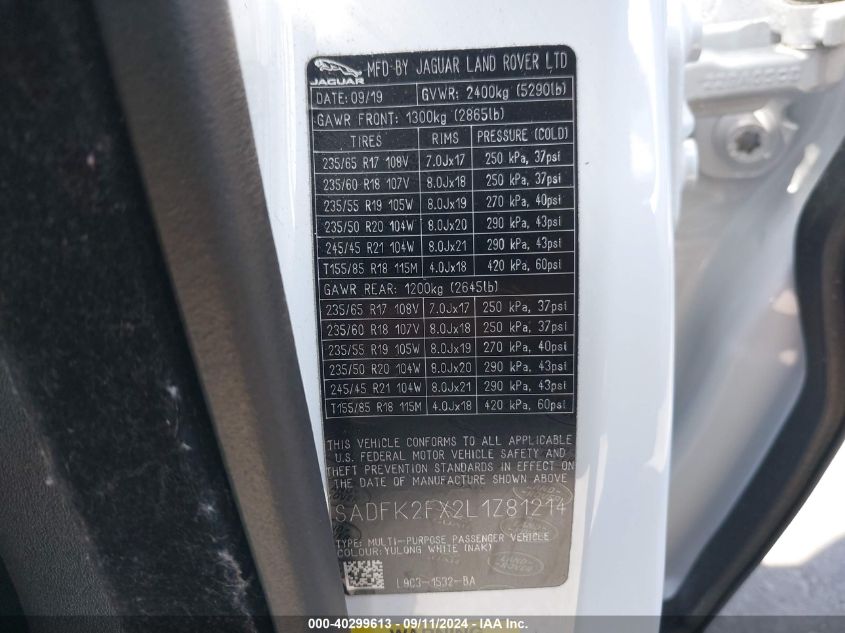 JAGUAR MFD BY JAGUAR LAND ROVER LTD
DATE: 09/19 GVWR: 2400kg (5290lb)
GAWR FRONT: 1300kg (2865lb)
TIRES RIMS PRESSURE (COLD)
235/65 R17 108V 7.0Jx17 250 kPa, 37psi
235/60 R18 107V 8.0Jx18 250 kPa, 37psi
235/55 R19 105W 8.0Jx19 270 kPa, 40psi
235/50 R20 104W 8.0Jx20 290 kPa, 43psi
245/45 R21 104W 8.0Jx21 290 kPa, 43psi
T155/85 R18 115M 4.0Jx18 420 kPa, 60psi
GAWR REAR: 1200kg (2645lb)
235/65 R17 108V 7.0Jx17 250 kPa, 37psi
235/60 R18 107V 8.0Jx18 250 kPa, 37psi
235/55 R19 105W 8.0Jx19 270 kPa, 40psi
235/50 R20 104W 8.0Jx20 290 kPa, 43psi
245/45 R21 104W 8.0Jx21 290 kPa, 43psi
T155/85 R18 115M 4.0Jx18 420 kPa, 60psi
THIS VEHICLE CONFORMS TO ALL APPLICABLE
U.S. FEDERAL MOTOR VEHICLE SAFETY AND
THEFT PREVENTION STANDARDS IN EFFECT ON
THE DATE OF MANUFACTURE SHOWN ABOVE
SADFK2FX2L1Z81214
TYPE: MULTI-PURPOSE PASSENGER VEHICLE
COLOUR: YULONG WHITE (NAK)
L9C3-1532-BA
WARNING
000-40299613 - 09/11/2024 - IAA Inc.